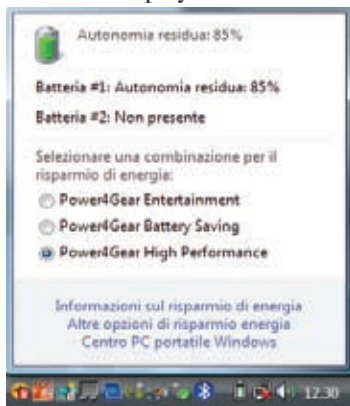 Autonomia residua: 85%
Batteria #1: Autonomia residua: 85%
Batteria #2: Non presente
Selezionare una combinazione per il
risparmio di energia:
Power4Gear Entertainment
Power4Gear Battery Saving
Power4Gear High Performance
Informazioni sul risparmio di energia
Altre opzioni di risparmio energia
Centro PC portatile Windows
12.30